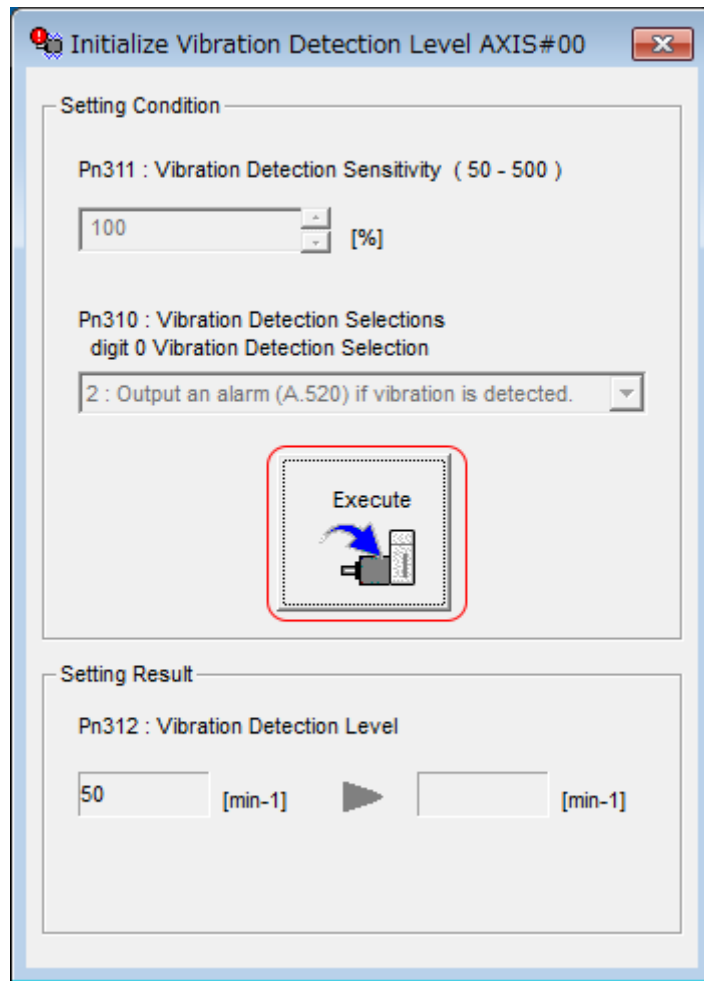 Initialize Vibration Detection Level AXIS#00
Setting Condition
Pn311 : Vibration Detection Sensitivity ( 50 - 500 )
100
[%]
Pn310 : Vibration Detection Selections
digit 0 Vibration Detection Selection
2 : Output an alarm (A.520) if vibration is detected.
Execute
Setting Result
Pn312 : Vibration Detection Level
50 [min-1] [min-1]